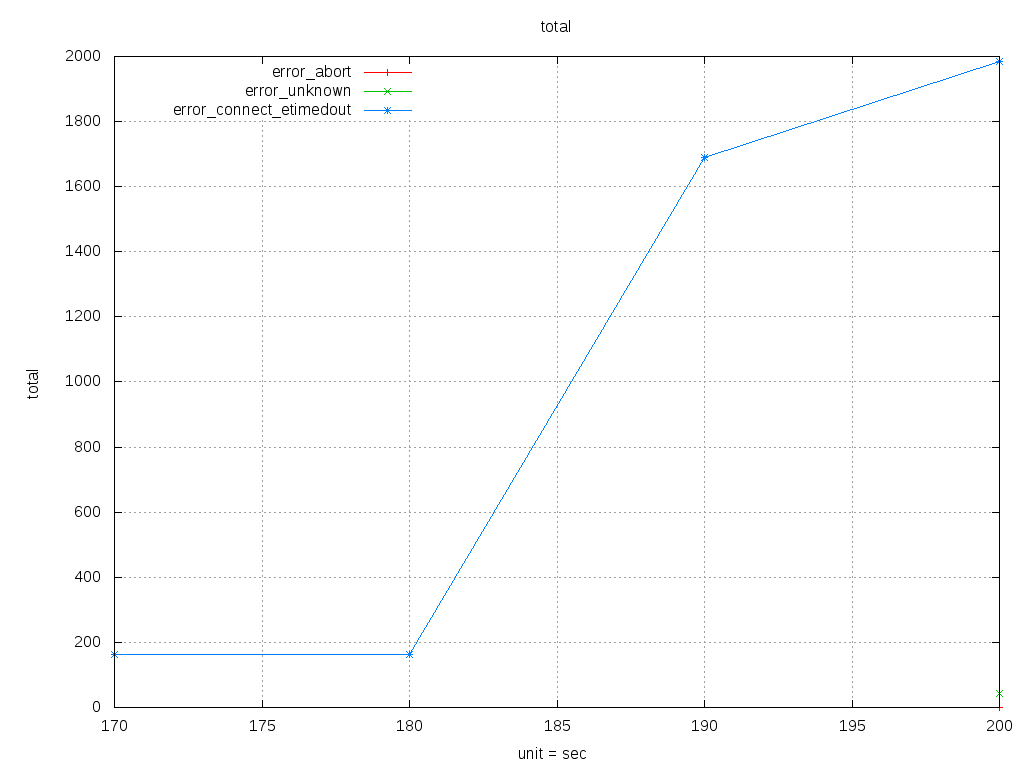 total
2000
1800
1600
1400
1200
1000
800
600
400
200
0
error_abort
error_unknown
error_connect_etimedout
total
170 175 180 185 190 195 200
unit = sec